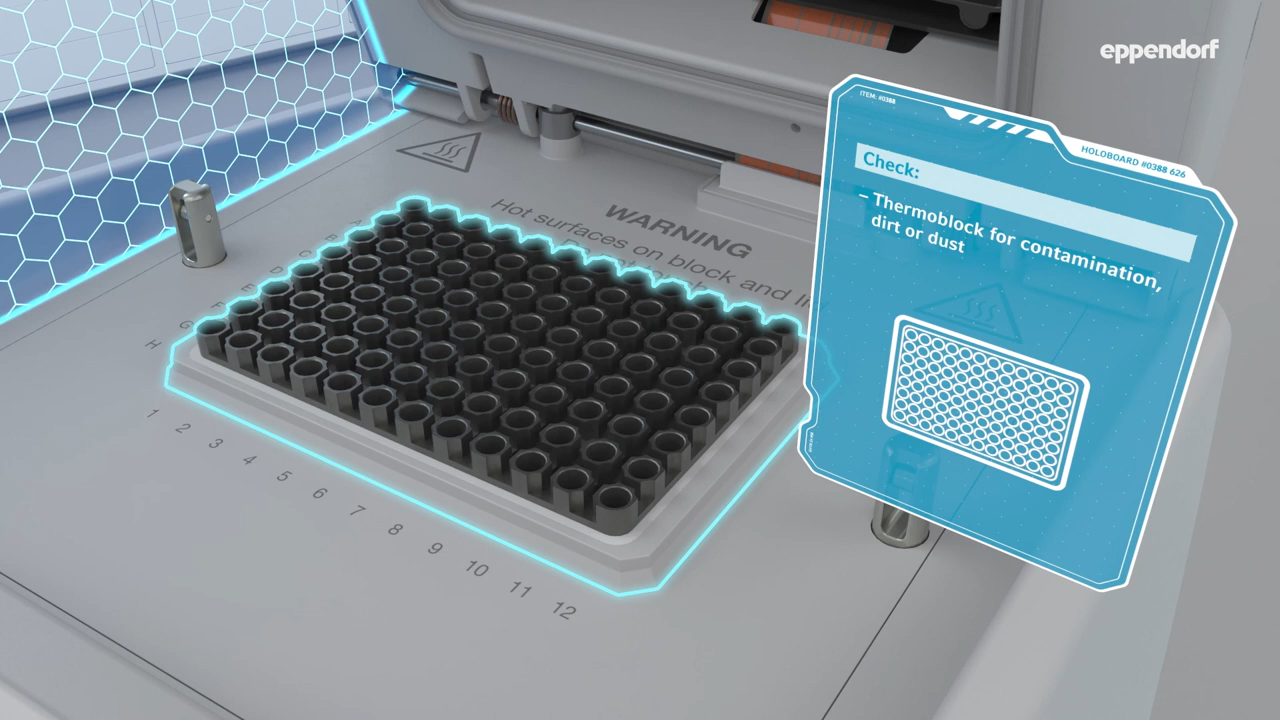 eppendorf
ITEM: #0388
HOLOBOARD #0388 626
Check:
– Thermoblock for contamination,
dirt or dust
WARNING
Hot surfaces on block and
A
B
C
D
E
F
G
H
1 2 3 4 5 6 7 8 9 10 11 12